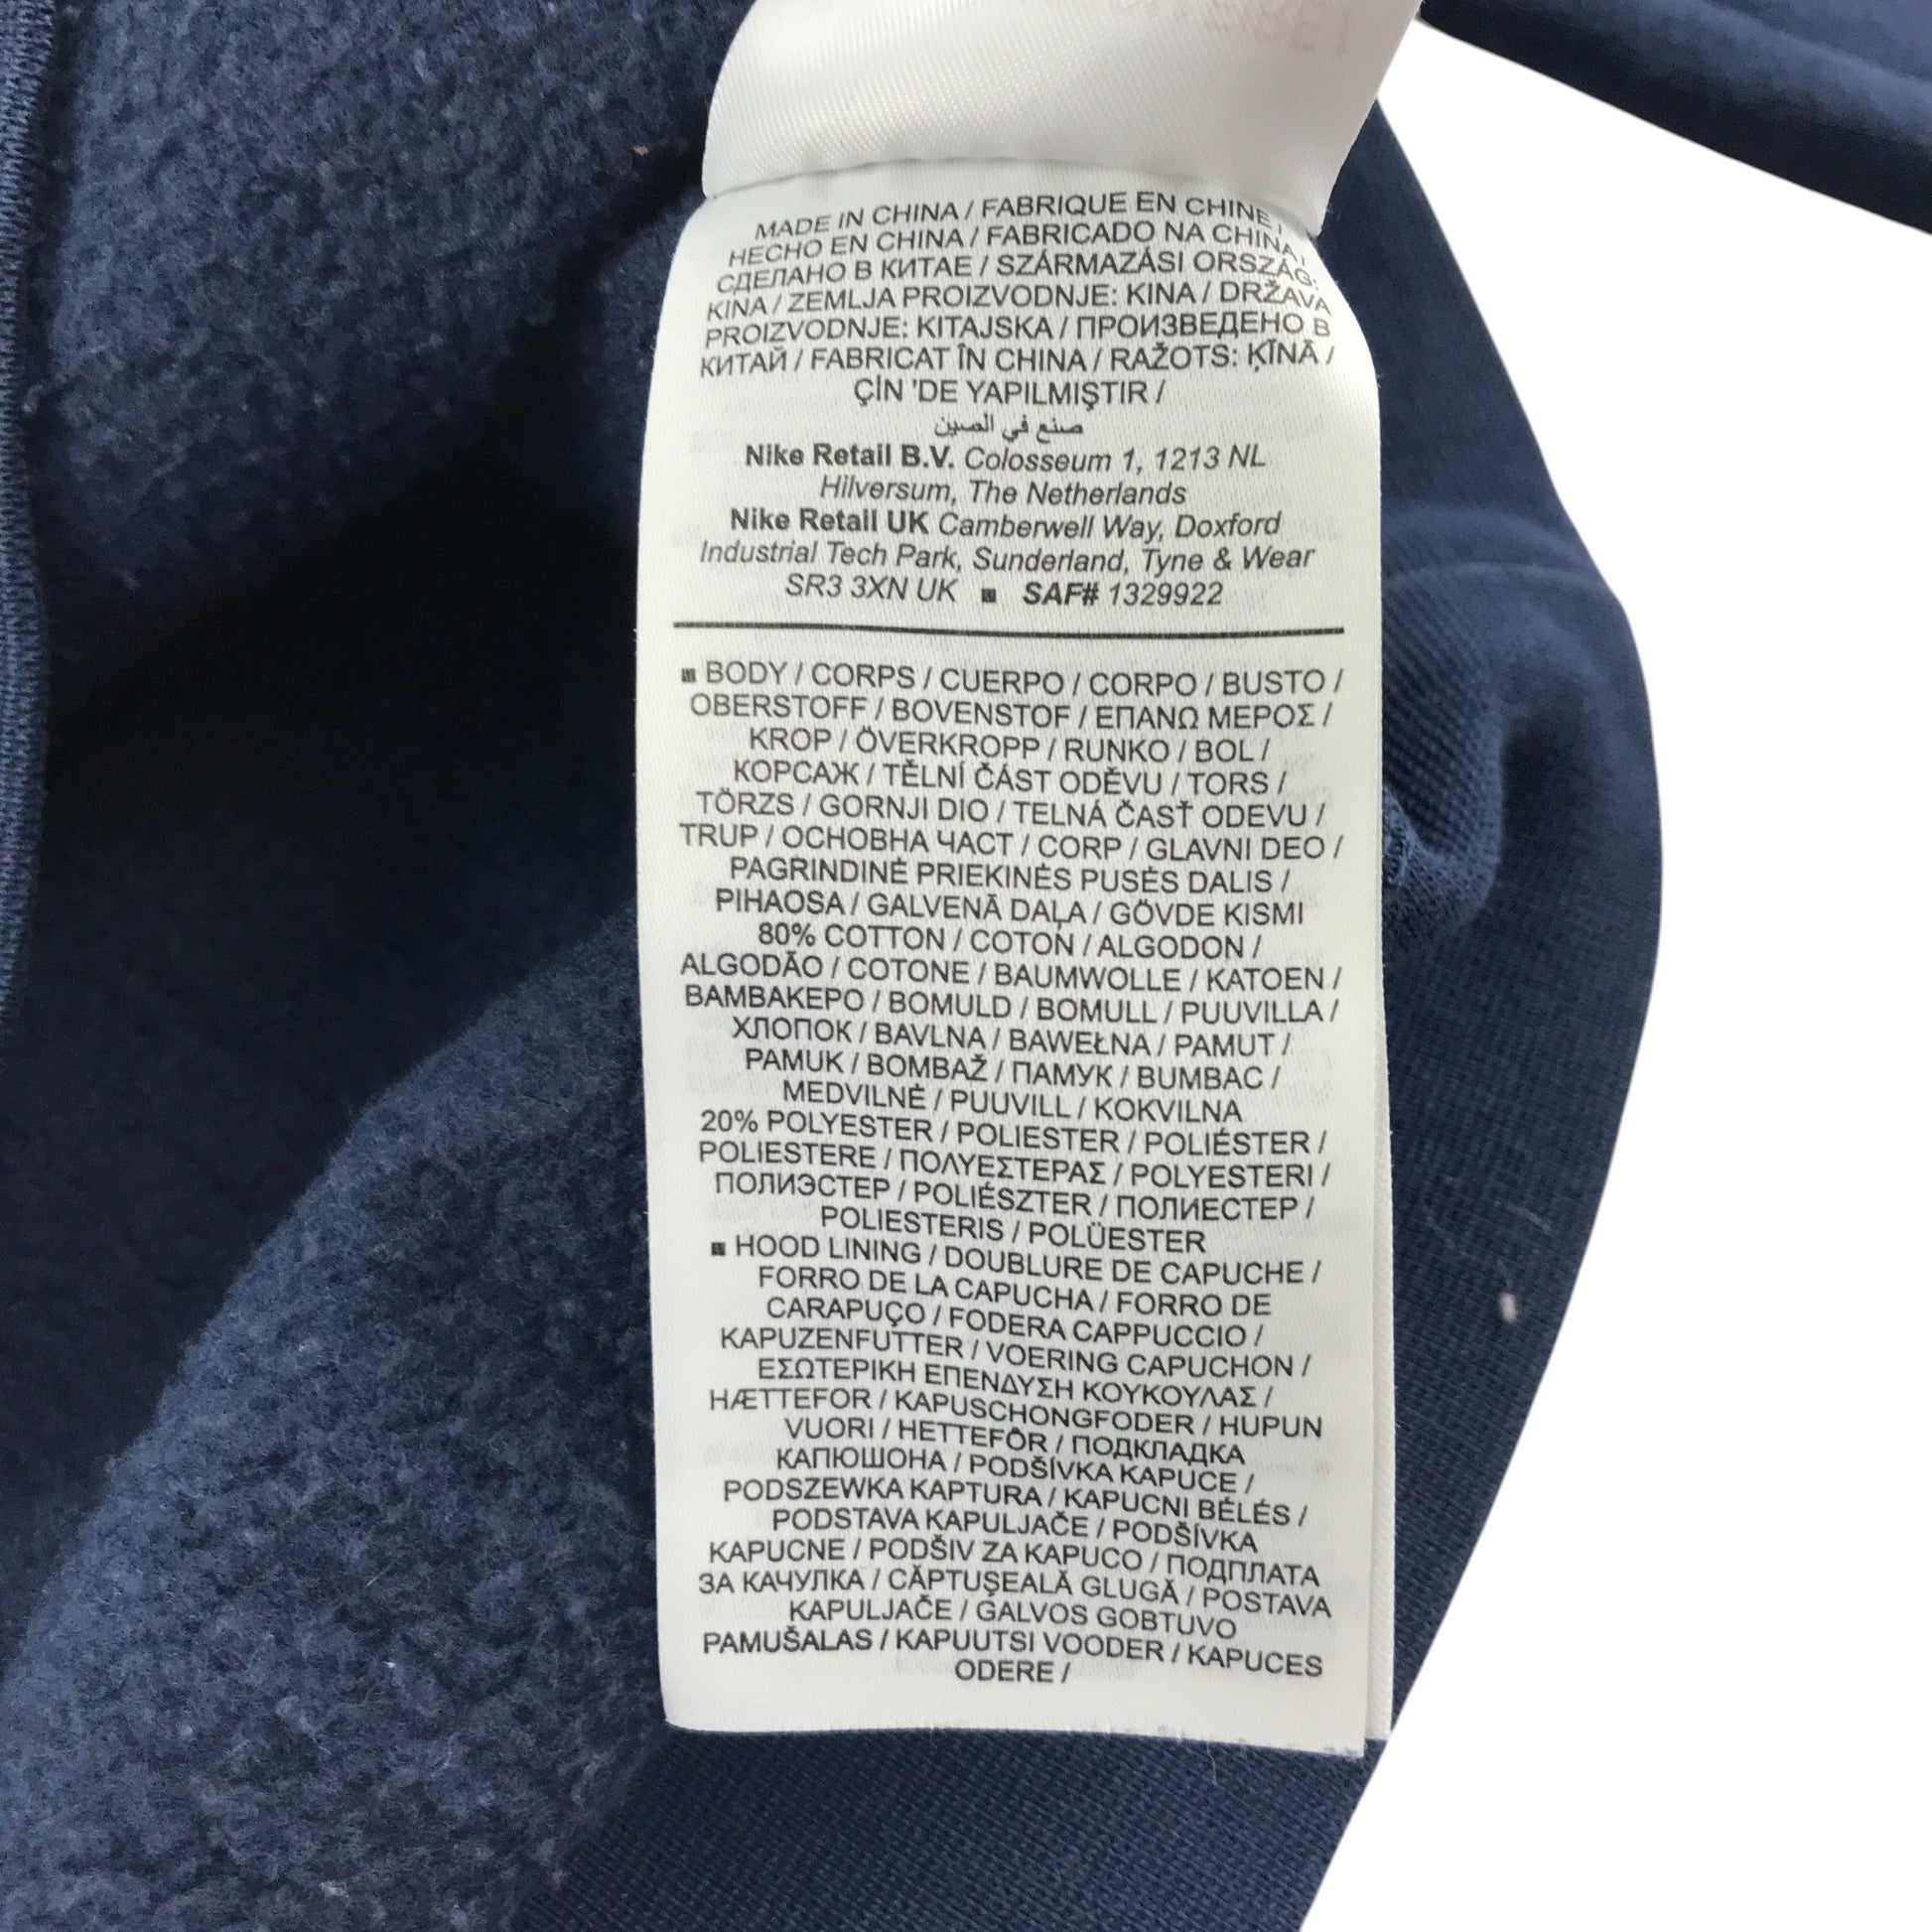 MADE IN CHINA / FABRIQUE EN CHINE /
HECHO EN CHINA / FABRICADO NA CHINA /
СДЕЛАНО В КИТАЕ / SZÁRMAZÁSI ORSZÁG:
KINA / ZEMLJA PROIZVODNJE: KINA / DRŽAVA
PROIZVODNJE: KITAJSKA / ПРОИЗВЕДЕНО В
КИТАЙ / FABRICAT ÎN CHINA / RAŽOTS: ĶĪNĀ /
ÇİN 'DE YAPILMIŞTIR /
صنع في الصين
Nike Retail B.V. Colosseum 1, 1213 NL
Hilversum, The Netherlands
Nike Retail UK Camberwell Way, Doxford
Industrial Tech Park, Sunderland, Tyne & Wear
SR3 3XN UK ■ SAF# 1329922
■ BODY / CORPS / CUERPO / CORPO / BUSTO /
OBERSTOFF / BOVENSTOF / ΕΠΑΝΩ ΜΕΡΟΣ /
KROP / ÖVERKROPP / RUNKO / BOL /
КОРСАЖ / TĚLNÍ ČÁST ODĚVU / TORS /
TÖRZS / GORNJI DIO / TELNÁ ČASŤ ODEVU /
TRUP / ОСНОВНА ЧАСТ / CORP / GLAVNI DEO /
PAGRINDINĖ PRIEKINĖS PUSĖS DALIS /
PIHAOSA / GALVENĀ DAĻA / GÖVDE KISMI
80% COTTON / COTON / ALGODON /
ALGODÃO / COTONE / BAUMWOLLE / KATOEN /
ΒΑΜΒΑΚΕΡΟ / BOMULD / BOMULL / PUUVILLA /
ХЛОПОК / BAVLNA / BAWEŁNA / PAMUT /
PAMUK / BOMBAŽ / ПАМУК / BUMBAC /
MEDVILNĖ / PUUVILL / KOKVILNA
20% POLYESTER / POLIESTER / POLIÉSTER /
POLIESTERE / ΠΟΛΥΕΣΤΕΡΑΣ / POLYESTERI /
ПОЛИЭСТЕР / POLIÉSZTER / ПОЛИЕСТЕР /
POLIESTERIS / POLÜESTER
■ HOOD LINING / DOUBLURE DE CAPUCHE /
FORRO DE LA CAPUCHA / FORRO DE
CARAPUÇO / FODERA CAPPUCCIO /
KAPUZENFUTTER / VOERING CAPUCHON /
ΕΣΩΤΕΡΙΚΗ ΕΠΕΝΔΥΣΗ ΚΟΥΚΟΥΛΑΣ /
HÆTTEFOR / KAPUSCHONGFODER / HUPUN
VUORI / HETTEFÔR / ПОДКЛАДКА
КАПЮШОНА / PODŠÍVKA KAPUCE /
PODSZEWKA KAPTURA / KAPUCNI BÉLÉS /
PODSTAVA KAPULJAČE / PODŠÍVKA
KAPUCNE / PODŠIV ZA KAPUCO / ПОДПЛАТА
ЗА КАЧУЛКА / CĂPTUŞEALĂ GLUGĂ / POSTAVA
KAPULJAČE / GALVOS GOBTUVO
PAMUŠALAS / KAPUUTSI VOODER / KAPUCES
ODERE /